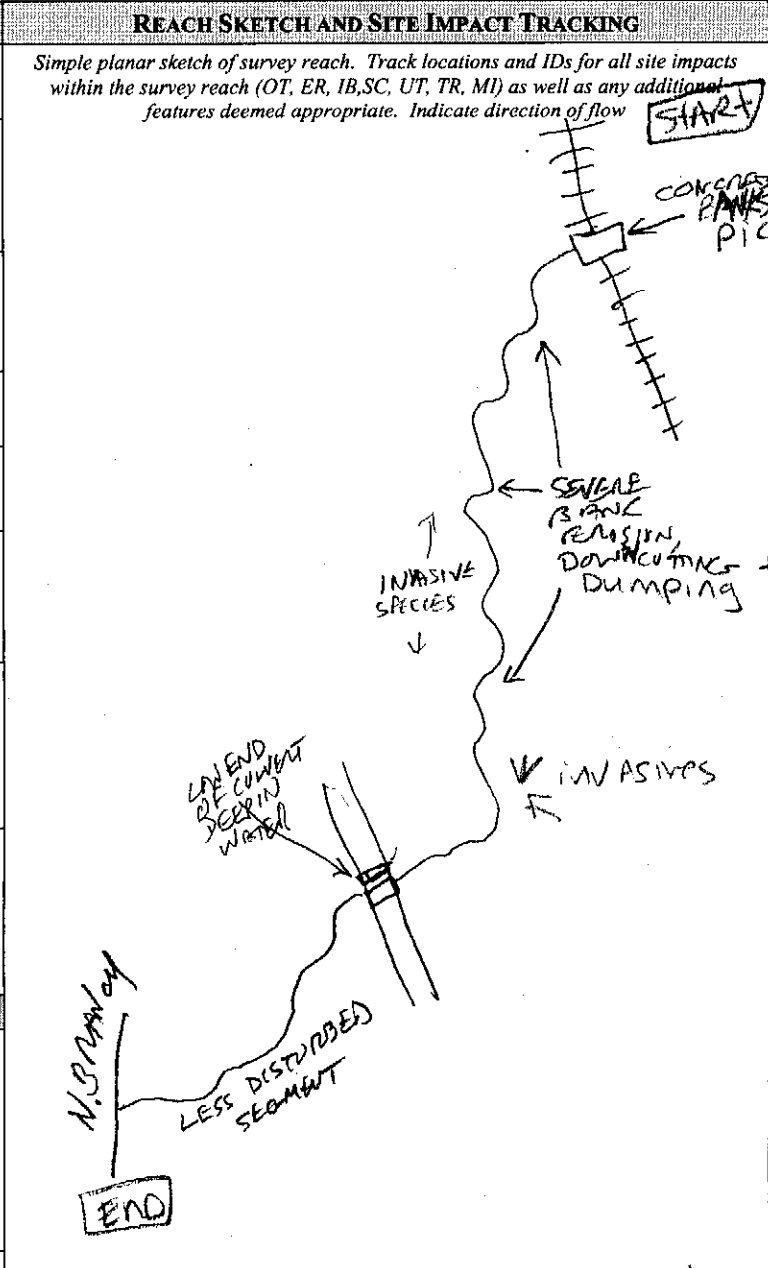 REACH SKETCH AND SITE IMPACT TRACKING
Simple planar sketch of survey reach. Track locations and IDs for all site impacts
within the survey reach (OT, ER, IB,SC, UT, TR, MI) as well as any additional
features deemed appropriate. Indicate direction of flow
START
BANKS
SEVERE
BANK
EROSION,
DOWNCUTTING
DUMPING
INVASIVE
SPECIES
INVASIVES
END
DEEP IN
WATER
N. BRANCH
LESS DISTURBED
SEGMENT
END